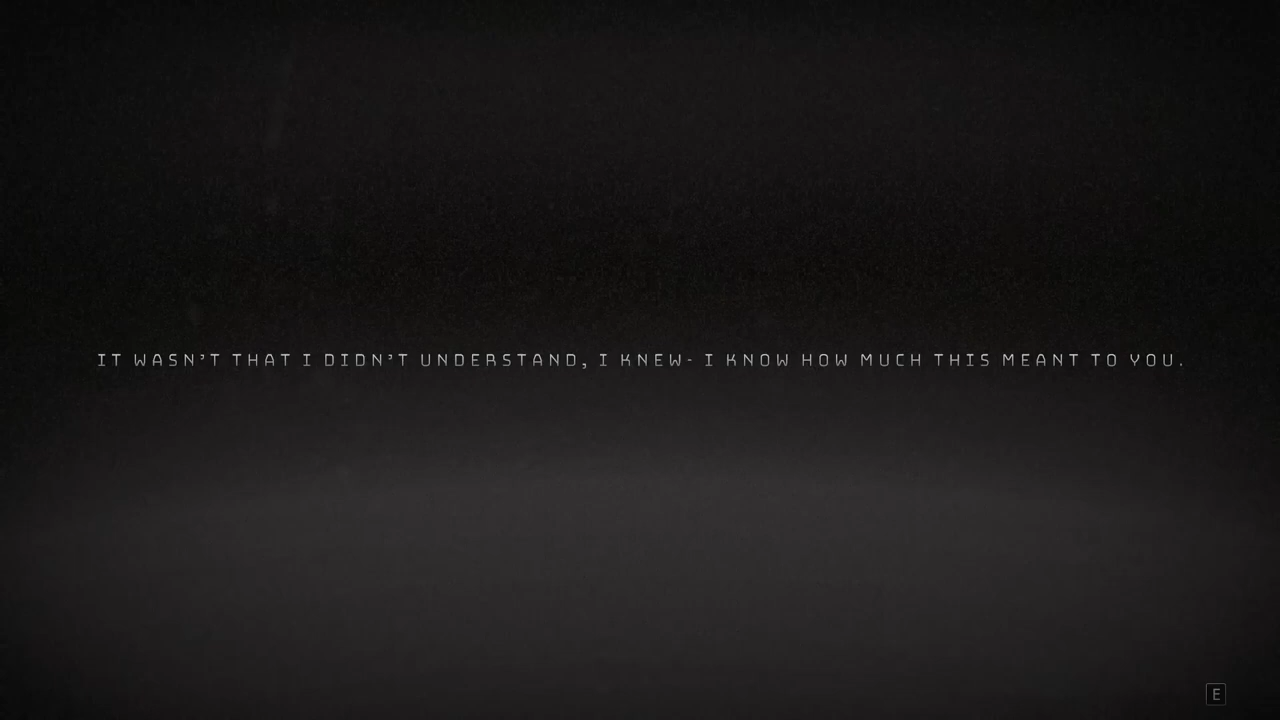 IT WASN'T THAT I DIDN'T UNDERSTAND, I KNEW- I KNOW HOW MUCH THIS MEANT TO YOU.
E